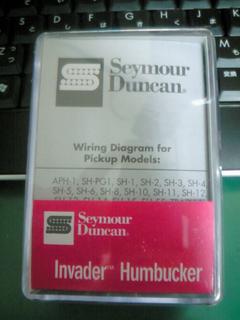 Seymour
Duncan®
Wiring Diagram for
Pickup Models:
APH-1, SH-PG1, SH-1, SH-2, SH-3, SH-4
SH-5, SH-6, SH-8, SH-10, SH-11, SH-12
Seymour
Duncan®
Invader™ Humbucker